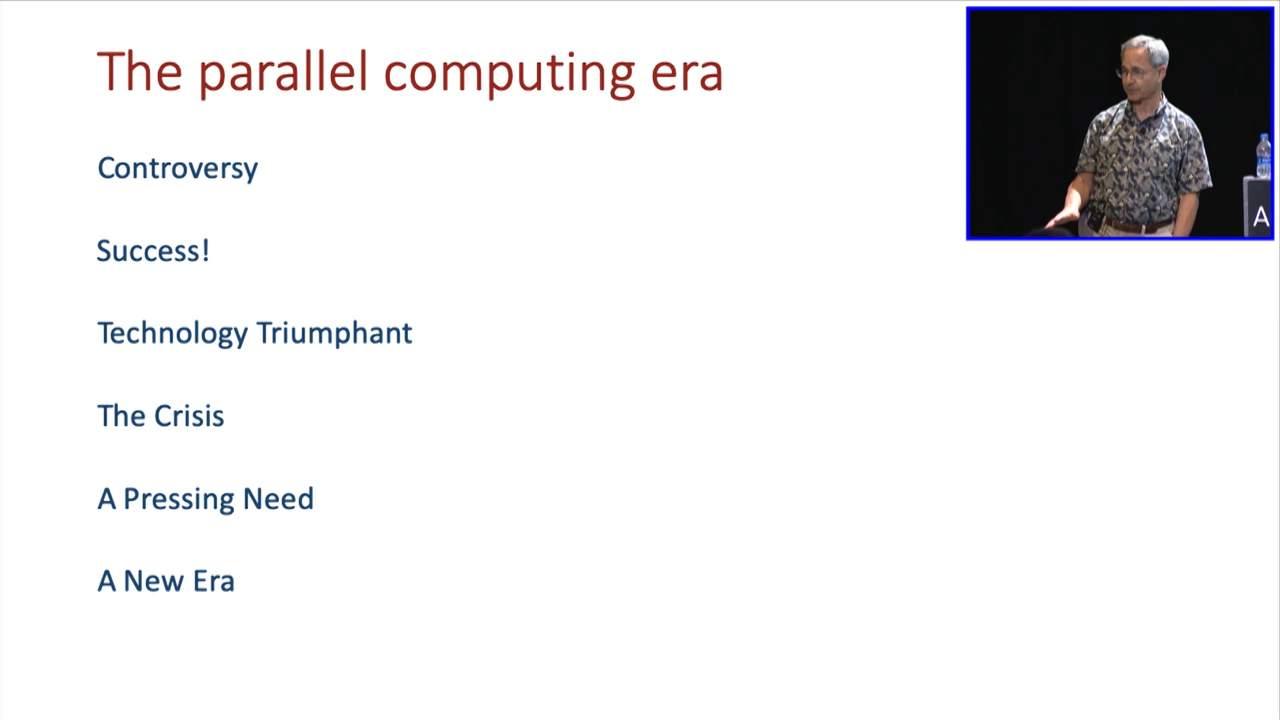 The parallel computing era
Controversy
Success!
Technology Triumphant
The Crisis
A Pressing Need
A New Era
A